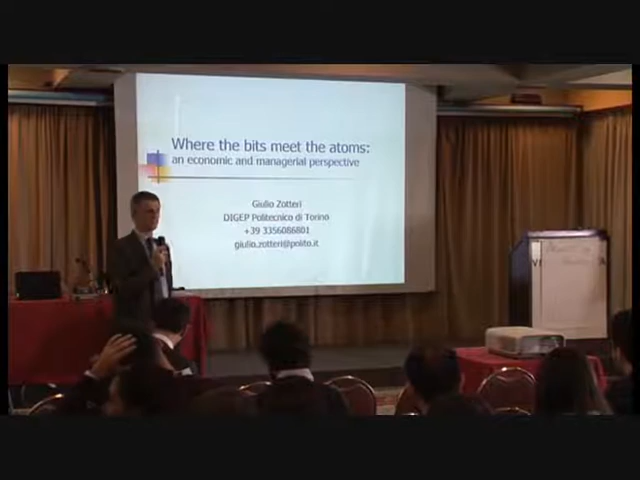 Where the bits meet the atoms:
an economic and managerial perspective
Giulio Zotteri
DIGEP Politecnico di Torino
+39 3356086801
giulio.zotteri@polito.it